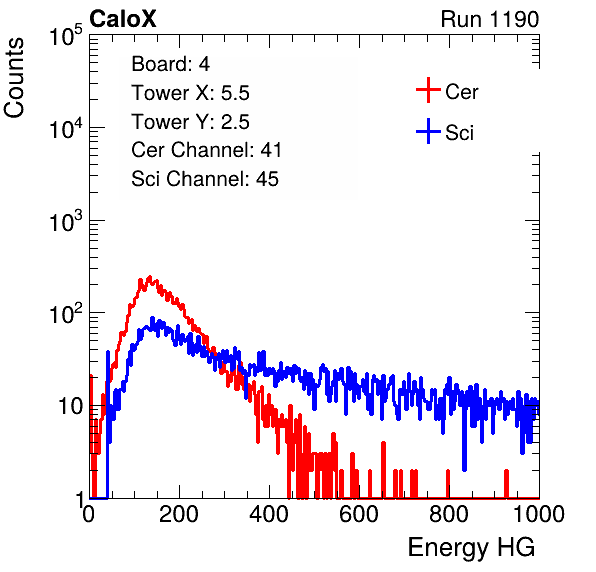 CaloX Run 1190
Counts
Board: 4
Tower X: 5.5
Tower Y: 2.5
Cer Channel: 41
Sci Channel: 45
Cer
Sci
10^5
10^4
10^3
10^2
10
1
0 200 400 600 800 1000
Energy HG